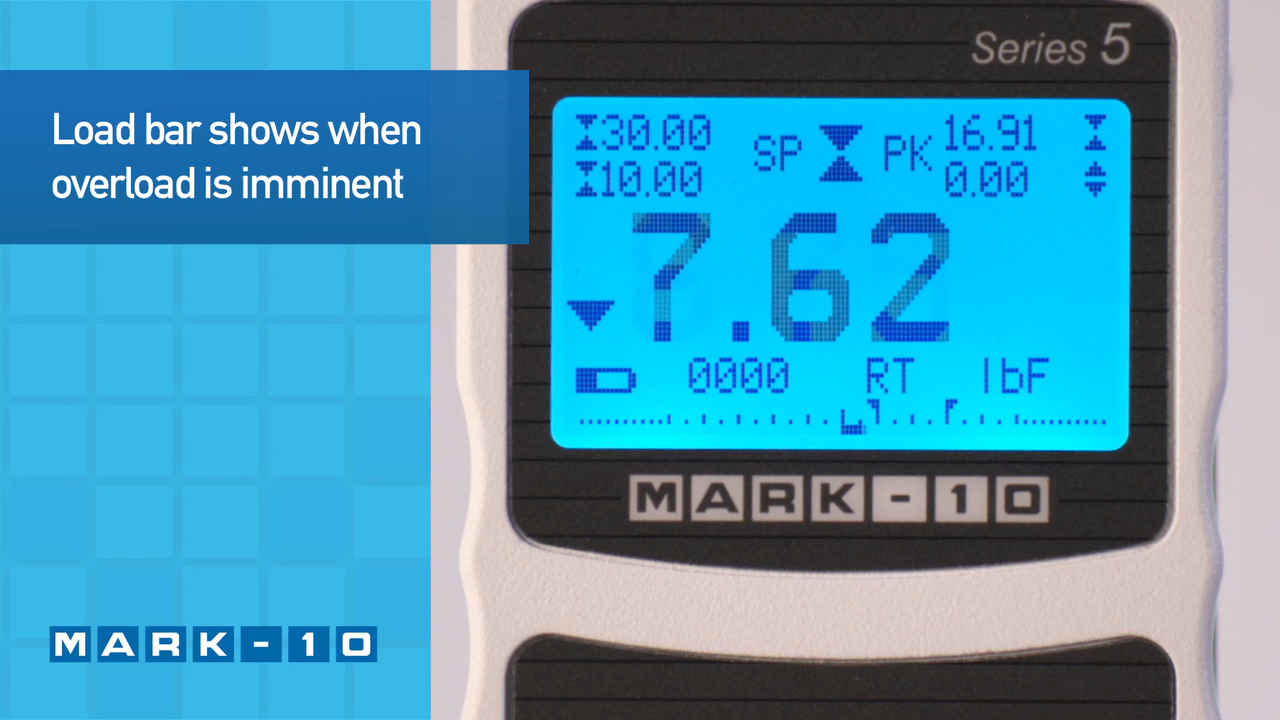 Load bar shows when
overload is imminent
MARK-10
Series 5
30.00 SP PK 16.91
10.00 0.00
7.62
0000 RT lbF
MARK-10